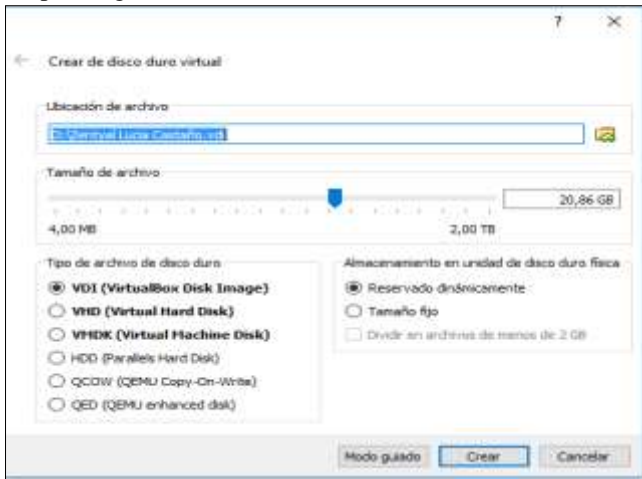 ?
Crear de disco duro virtual
Ubicación de archivo
Lucia Castaño.vdi
Tamaño de archivo
20,86 GB
4,00 MB
2,00 TB
Tipo de archivo de disco duro
VDI (VirtualBox Disk Image)
VHD (Virtual Hard Disk)
VMDK (Virtual Machine Disk)
HDD (Parallels Hard Disk)
QCOW (QEMU Copy-On-Write)
QED (QEMU enhanced disk)
Almacenamiento en unidad de disco duro física
Reservado dinámicamente
Tamaño fijo
Dividir en archivos de menos de 2 GB
Modo guiado
Crear
Cancelar